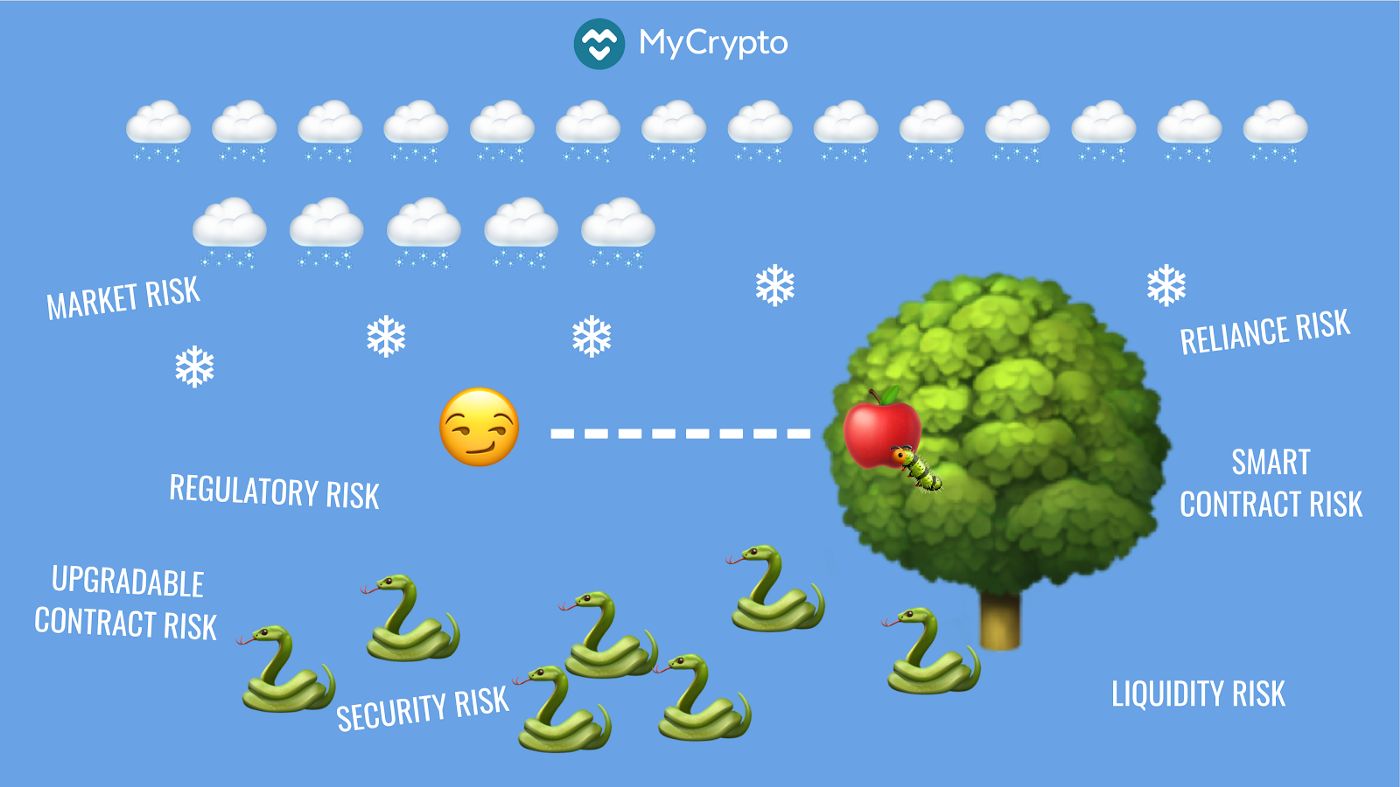 MyCrypto
MARKET RISK
RELIANCE RISK
REGULATORY RISK
SMART
CONTRACT RISK
UPGRADABLE
CONTRACT RISK
SECURITY RISK
LIQUIDITY RISK